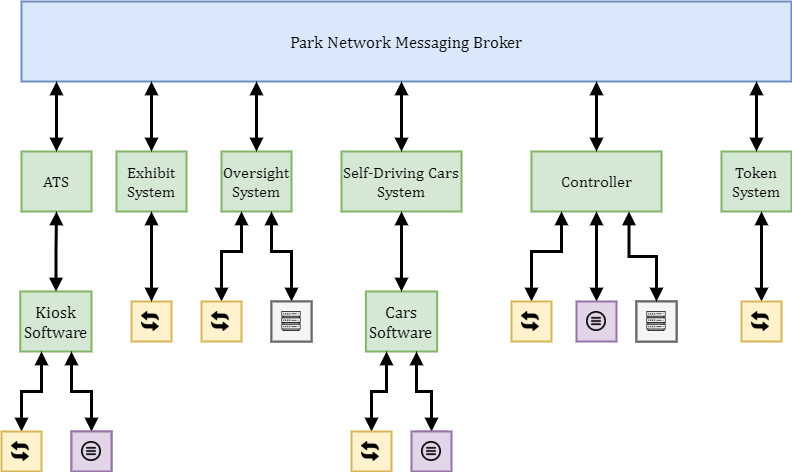 Park Network Messaging Broker
ATS
Exhibit
System
Oversight
System
Self-Driving Cars
System
Controller
Token
System
Kiosk
Software
Cars
Software